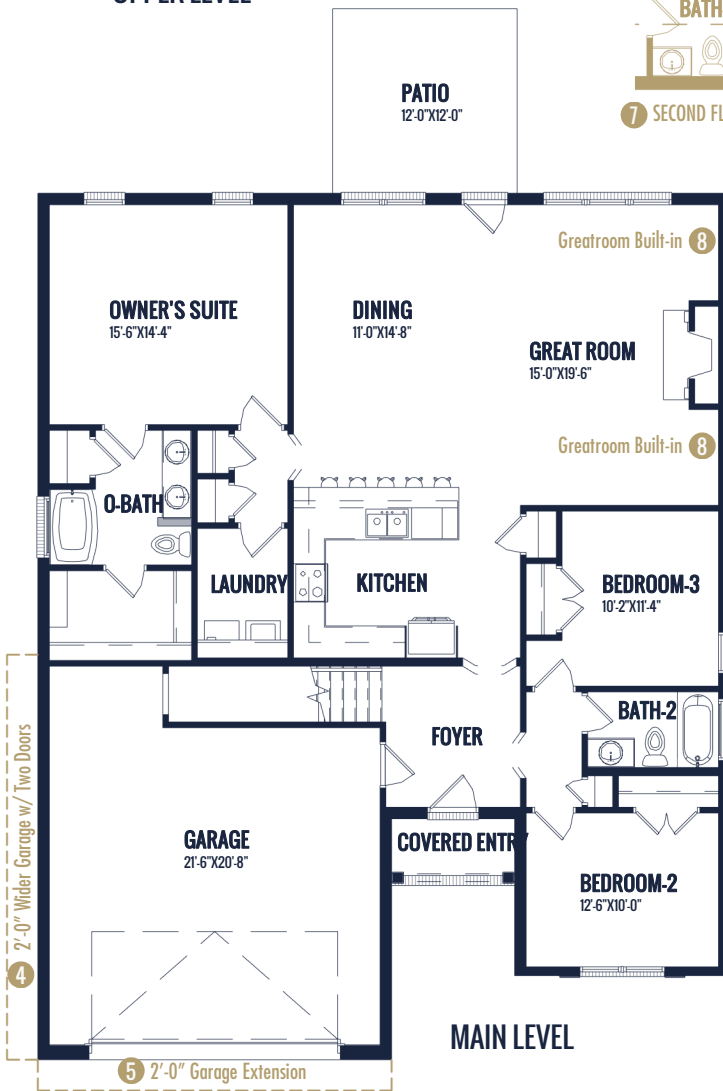 UPPER LEVEL
BATH
7 SECOND FL
PATIO
12'-0"X12'-0"
Greatroom Built-in 8
OWNER'S SUITE
15'-6"X14'-4"
DINING
11'-0"X14'-8"
GREAT ROOM
15'-0"X19'-6"
Greatroom Built-in 8
O-BATH
LAUNDRY
KITCHEN
BEDROOM-3
10'-2"X11'-4"
BATH-2
FOYER
2'-0" Wider Garage w/ Two Doors
4
GARAGE
21'-6"X20'-8"
COVERED ENTRY
BEDROOM-2
12'-6"X10'-0"
MAIN LEVEL
5 2'-0" Garage Extension